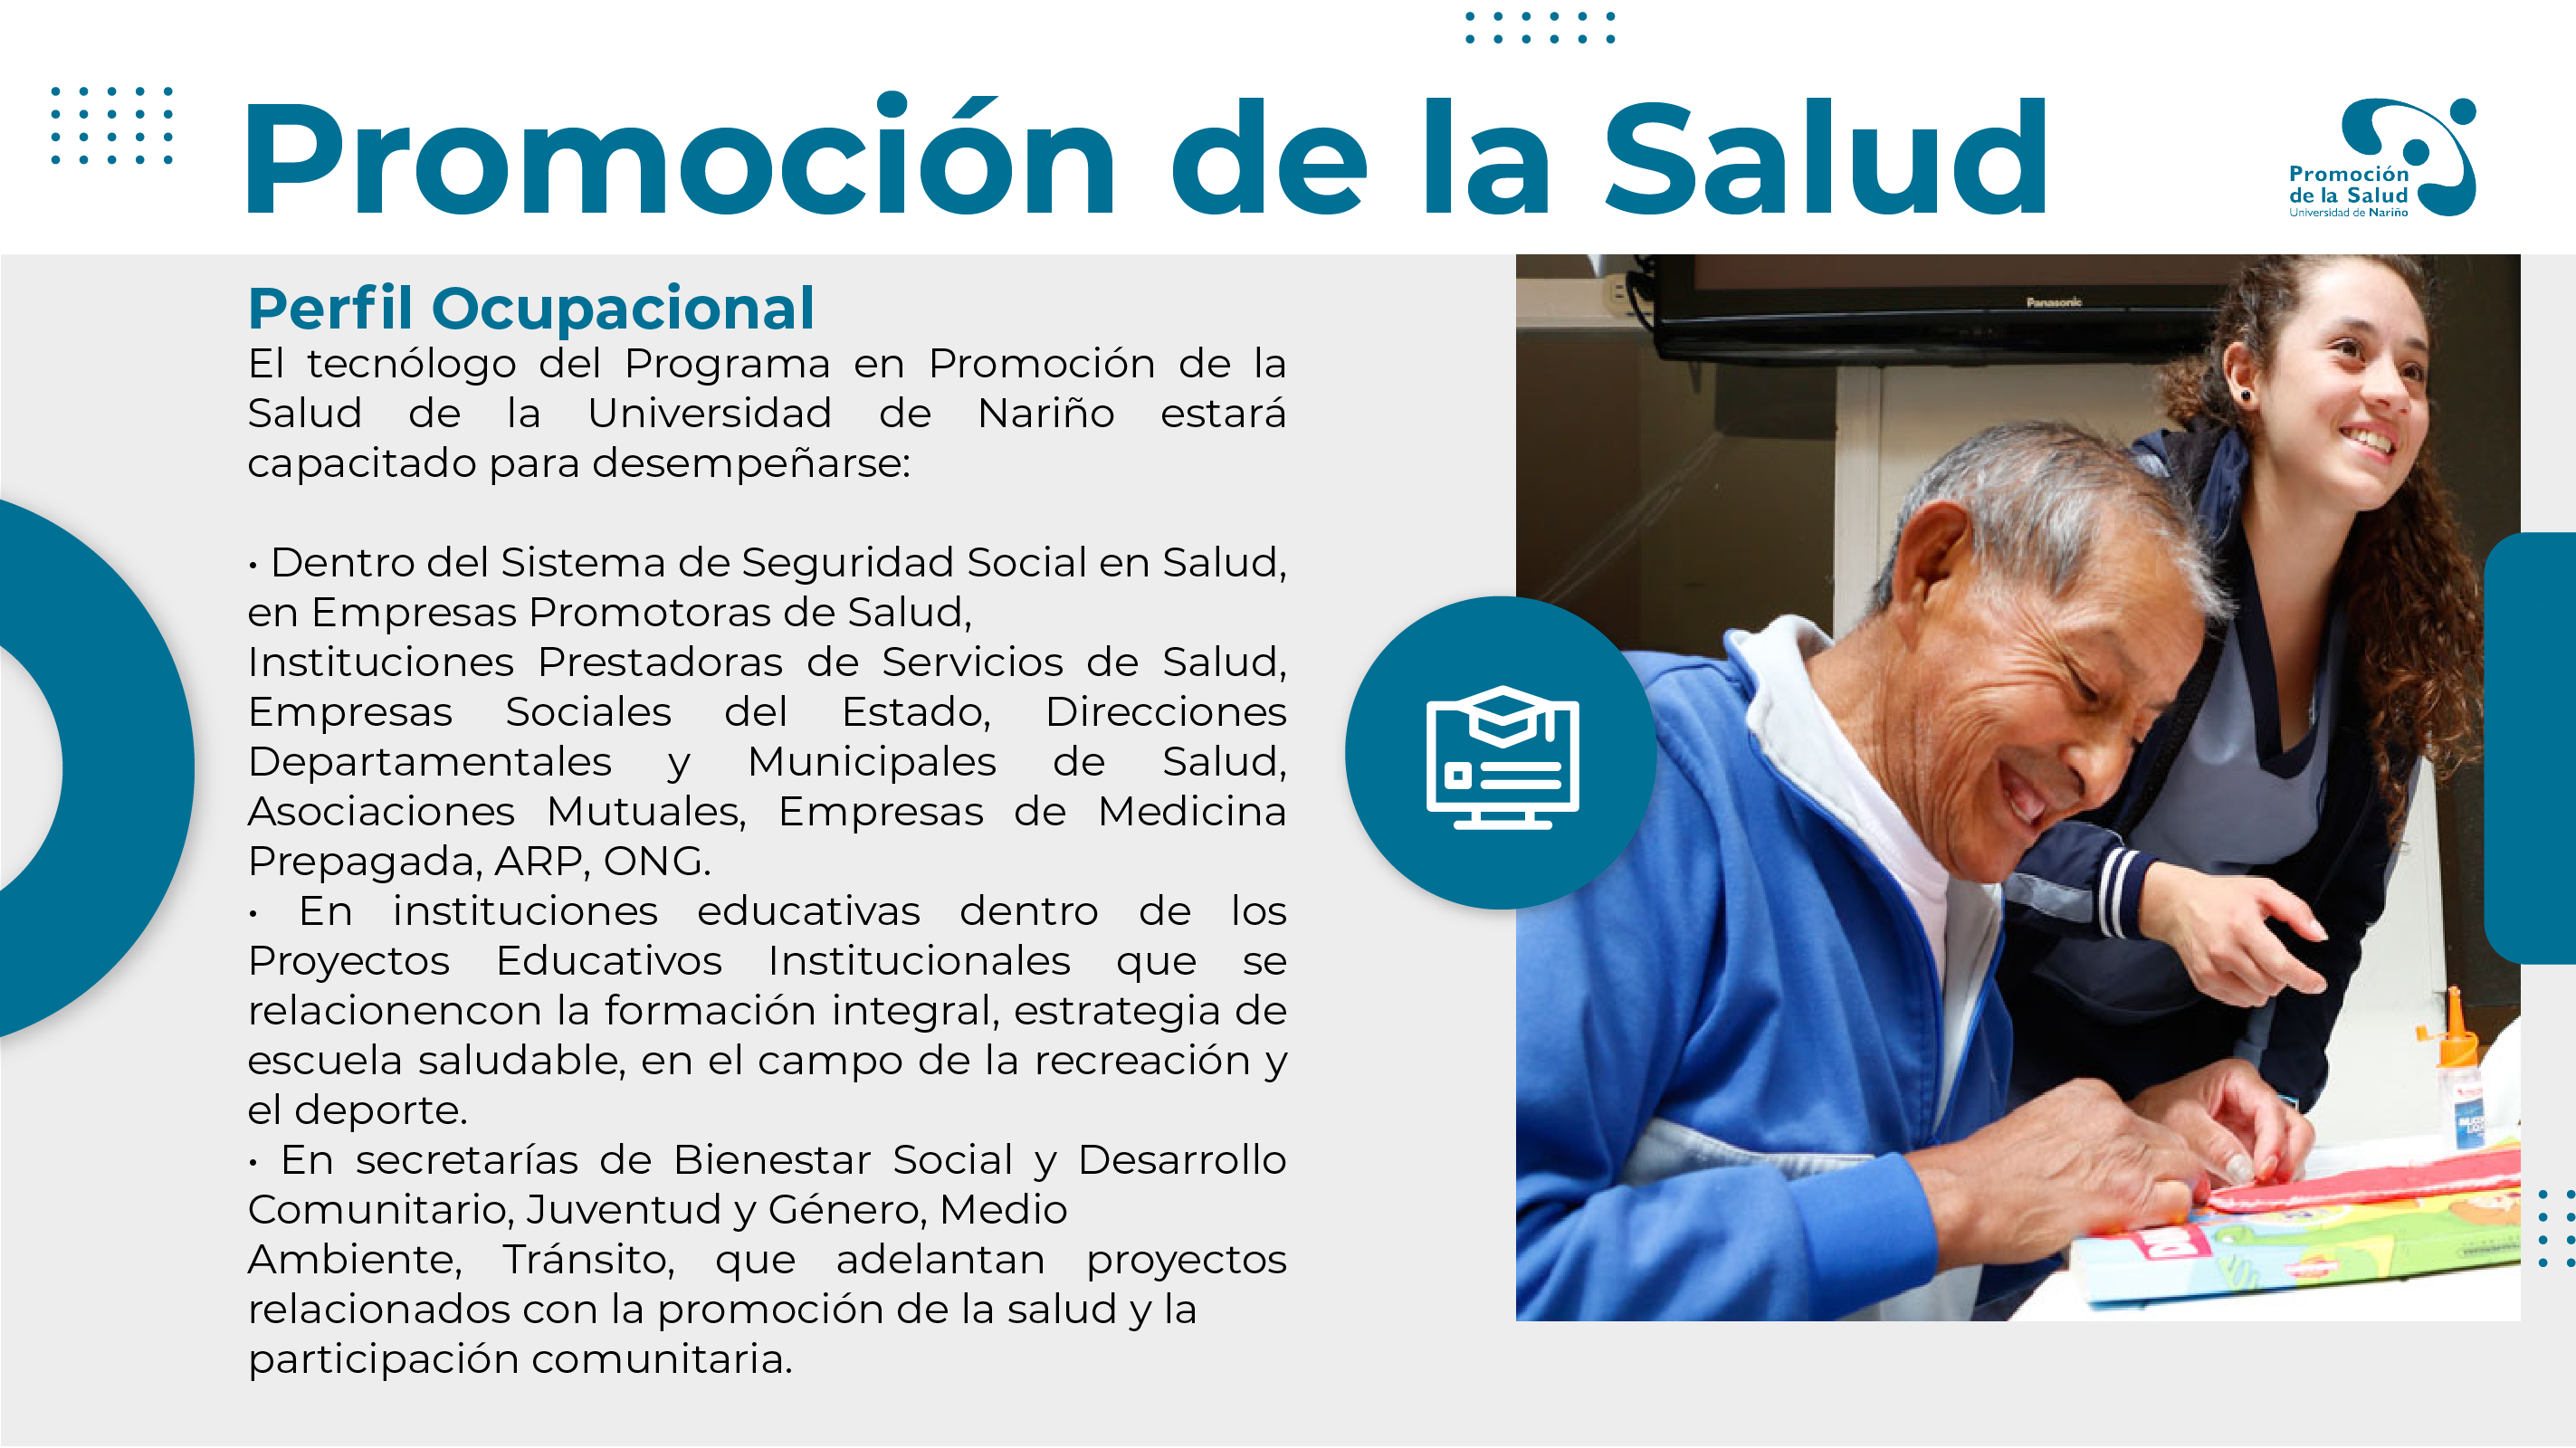 Promoción de la Salud
Promoción
de la Salud
Universidad de Nariño
Perfil Ocupacional
El tecnólogo del Programa en Promoción de la
Salud de la Universidad de Nariño estará
capacitado para desempeñarse:
• Dentro del Sistema de Seguridad Social en Salud,
en Empresas Promotoras de Salud,
Instituciones Prestadoras de Servicios de Salud,
Empresas Sociales del Estado, Direcciones
Departamentales y Municipales de Salud,
Asociaciones Mutuales, Empresas de Medicina
Prepagada, ARP, ONG.
• En instituciones educativas dentro de los
Proyectos Educativos Institucionales que se
relacionencon la formación integral, estrategia de
escuela saludable, en el campo de la recreación y
el deporte.
• En secretarías de Bienestar Social y Desarrollo
Comunitario, Juventud y Género, Medio
Ambiente, Tránsito, que adelantan proyectos
relacionados con la promoción de la salud y la
participación comunitaria.
Panasonic